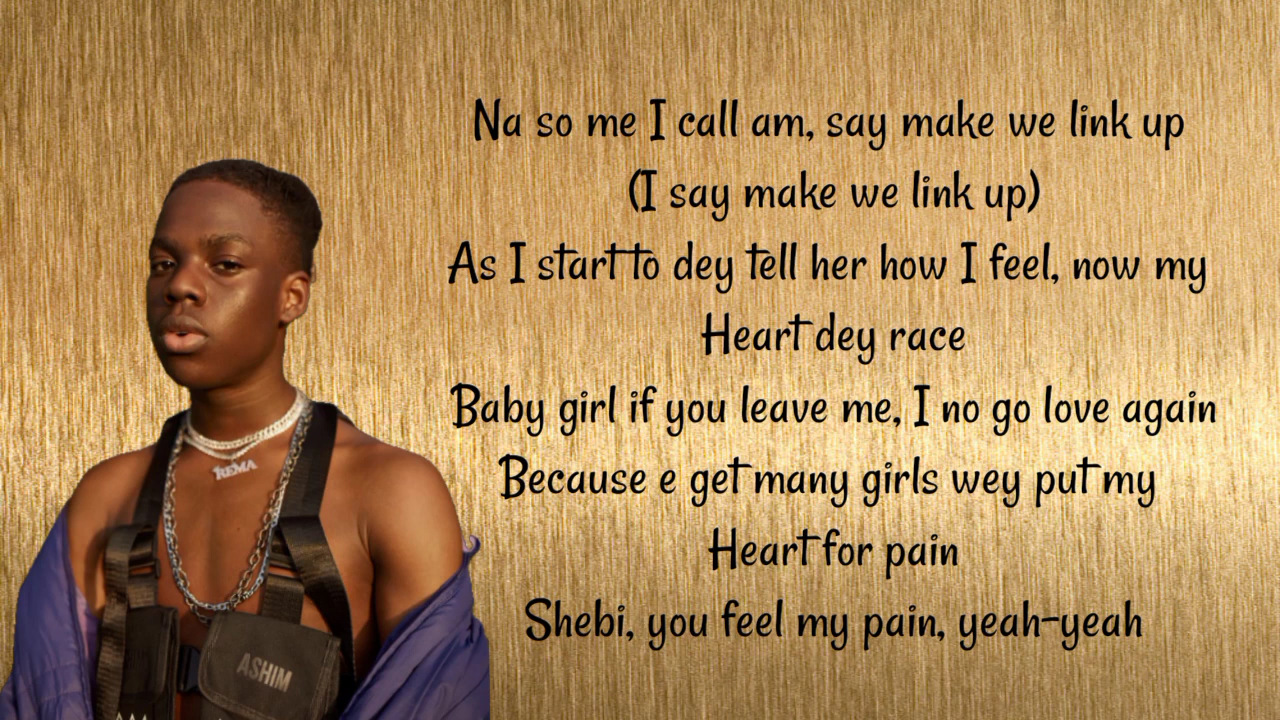 Na so me I call am, say make we link up
(I say make we link up)
As I start to dey tell her how I feel, now my
Heart dey race
Baby girl if you leave me, I no go love again
Because e get many girls wey put my
Heart for pain
Shebi, you feel my pain, yeah-yeah
REMA
ASHIM